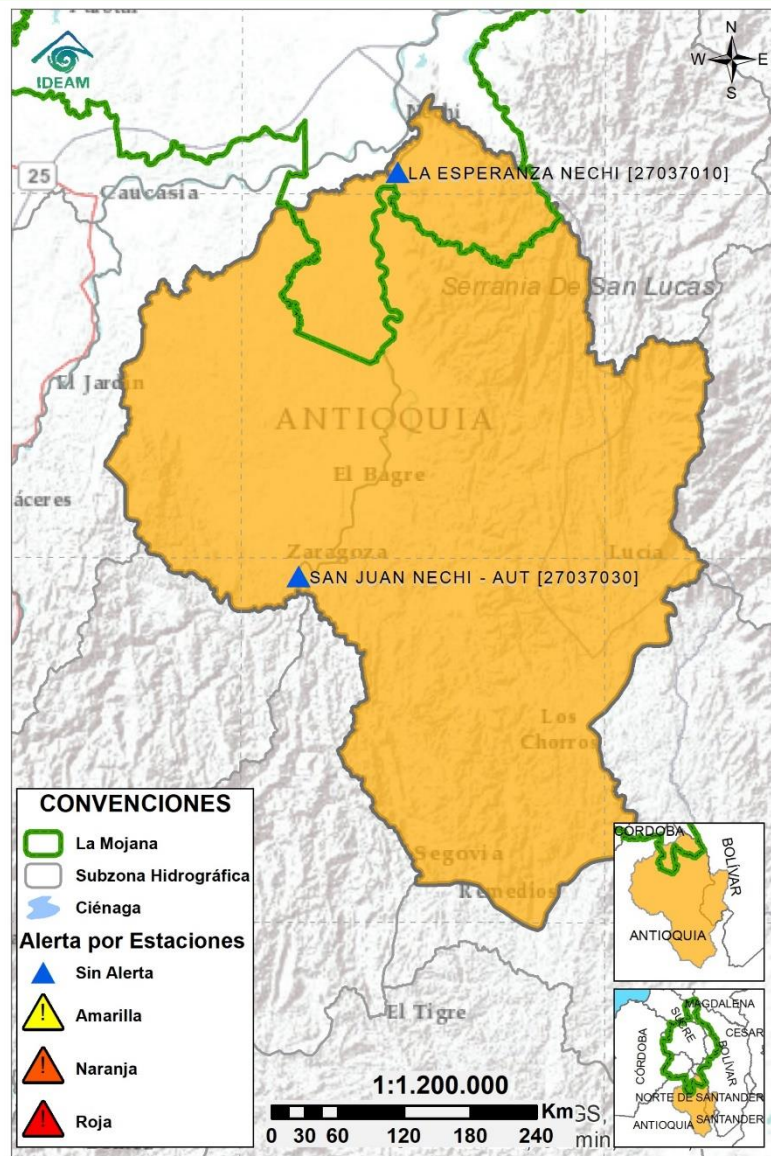 IDEAM
N
W E
S
25
Caucasia
LA ESPERANZA NECHI [27037010]
Serrania De San Lucas
El Jardin
ANTIOQUIA
El Bagre
áceres
Zaragoza
Lucia
SAN JUAN NECHI - AUT [27037030]
Los
Chorros
Segovia
Remedios
El Tigre
CONVENCIONES
La Mojana
Subzona Hidrográfica
Ciénaga
Alerta por Estaciones
Sin Alerta
Amarilla
Naranja
Roja
1:1.200.000
Km
0 30 60 120 180 240
GS,
min
CÓRDOBA
BOLÍVAR
ANTIOQUIA
MAGDALENA
SUCRE
CESAR
CÓRDOBA
BOLÍVAR
NORTE DE SANTANDER
SANTANDER
ANTIOQUIA